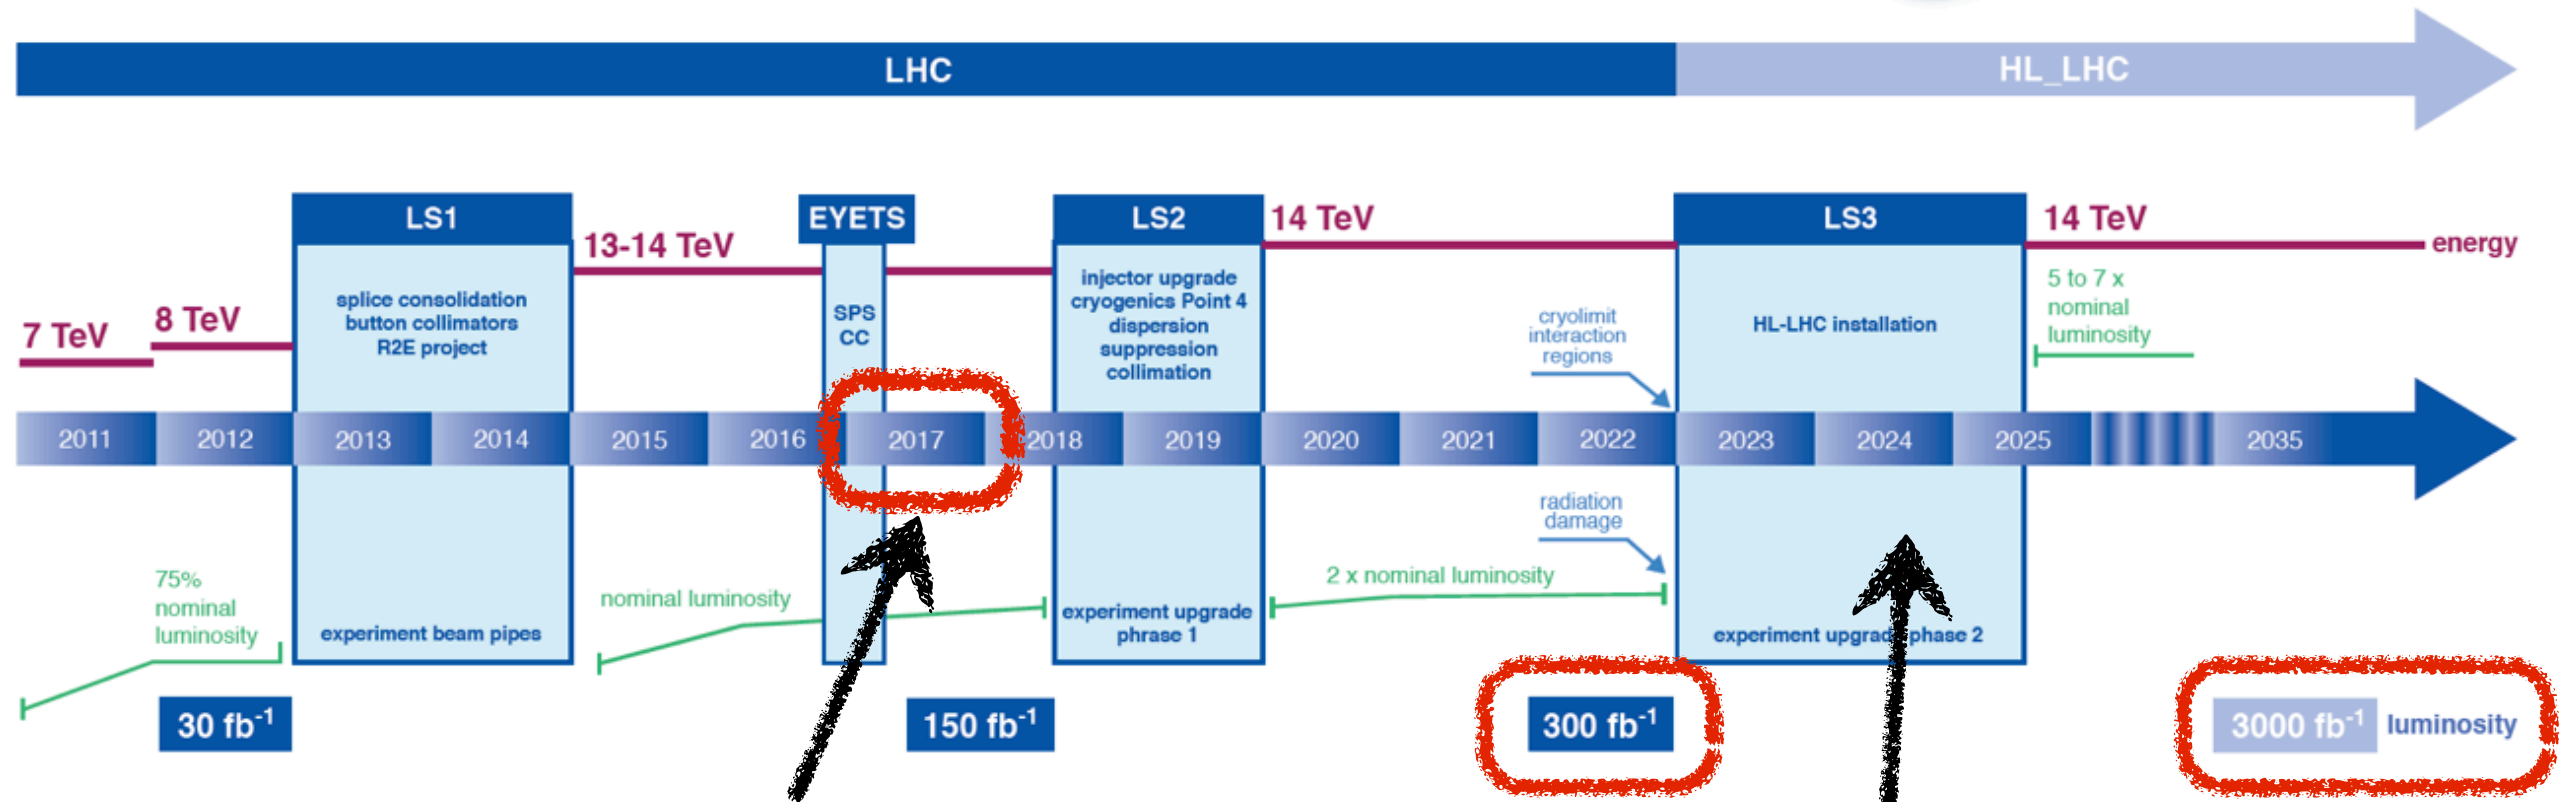 LHC
HL_LHC
LS1
EYETS
LS2
14 TeV
LS3
14 TeV
13-14 TeV
energy
7 TeV
8 TeV
splice consolidation
button collimators
R2E project
SPS
CC
injector upgrade
cryogenics Point 4
dispersion
suppression
collimation
cryolimit
interaction
regions
HL-LHC installation
5 to 7 x
nominal
luminosity
2011
2012
2013
2014
2015
2016
2017
2018
2019
2020
2021
2022
2023
2024
2025
2035
radiation
damage
75%
nominal
luminosity
nominal luminosity
2 x nominal luminosity
experiment beam pipes
experiment upgrade
phrase 1
experiment upgrad phase 2
30 fb⁻¹
150 fb⁻¹
300 fb⁻¹
3000 fb⁻¹
luminosity